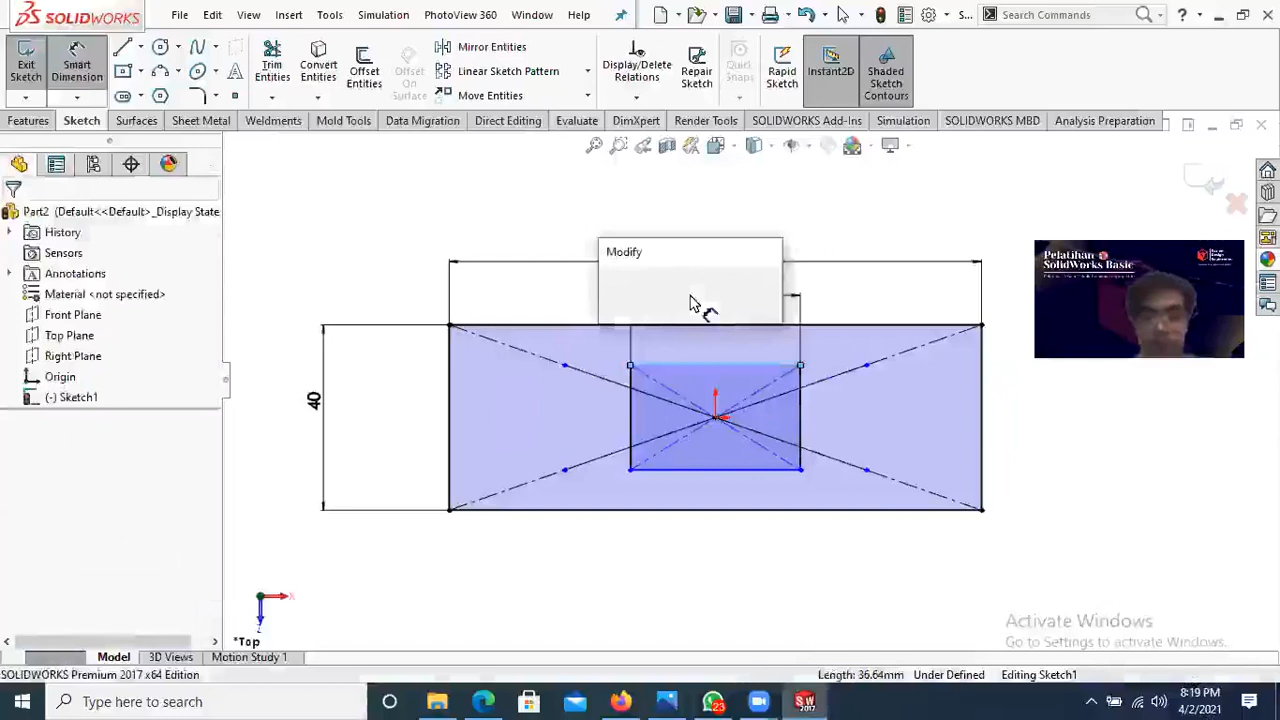 SOLIDWORKS File Edit View Insert Tools Simulation PhotoView 360 Window Help S... Search Commands ?
Exit Sketch Smart Dimension Trim Entities Convert Entities Offset Entities Offset On Surface Mirror Entities Linear Sketch Pattern Move Entities Display/Delete Relations Repair Sketch Quick Snaps Rapid Sketch Instant2D Shaded Sketch Contours
Features Sketch Surfaces Sheet Metal Weldments Mold Tools Data Migration Direct Editing Evaluate DimXpert Render Tools SOLIDWORKS Add-Ins Simulation SOLIDWORKS MBD Analysis Preparation
Part2 (Default<<Default>_Display State
History
Sensors
Annotations
Material <not specified>
Front Plane
Top Plane
Right Plane
Origin
(-) Sketch1
Modify
40
Pelatihan
SolidWorks Basic
X
Z
*Top
Activate Windows
Go to Settings to activate Windows.
Model 3D Views Motion Study 1
SOLIDWORKS Premium 2017 x64 Edition Length: 36.64mm Under Defined Editing Sketch1
Type here to search
23
SW
2017
8:19 PM
4/2/2021